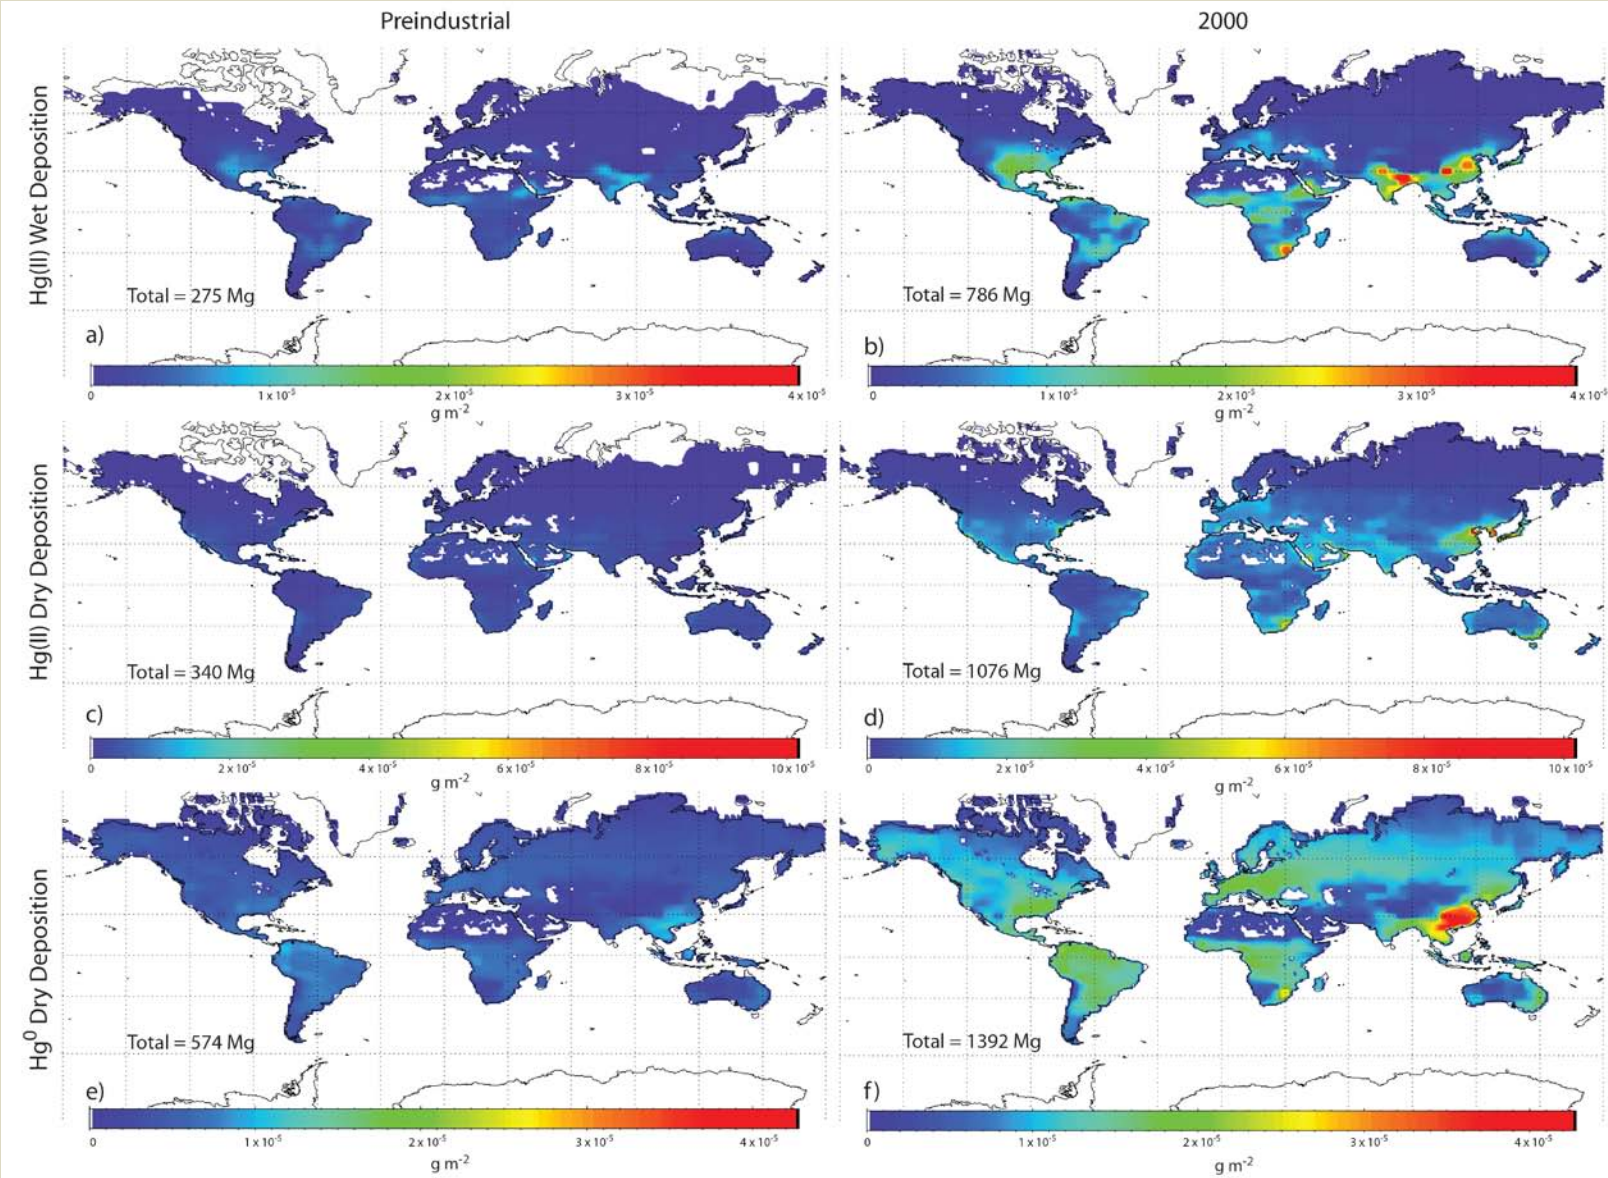 Preindustrial
2000
Hg(II) Wet Deposition
Total = 275 Mg
Total = 786 Mg
a)
b)
0 1 x 10⁻⁵ 2 x 10⁻⁵ 3 x 10⁻⁵ 4 x 10⁻⁵
g m⁻²
0 1 x 10⁻⁵ 2 x 10⁻⁵ 3 x 10⁻⁵ 4 x 10⁻⁵
g m⁻²
Hg(II) Dry Deposition
Total = 340 Mg
Total = 1076 Mg
c)
d)
0 2 x 10⁻⁵ 4 x 10⁻⁵ 6 x 10⁻⁵ 8 x 10⁻⁵ 10 x 10⁻⁵
g m⁻²
0 2 x 10⁻⁵ 4 x 10⁻⁵ 6 x 10⁻⁵ 8 x 10⁻⁵ 10 x 10⁻⁵
g m⁻²
Hg⁰ Dry Deposition
Total = 574 Mg
Total = 1392 Mg
e)
f)
0 1 x 10⁻⁵ 2 x 10⁻⁵ 3 x 10⁻⁵ 4 x 10⁻⁵
g m⁻²
0 1 x 10⁻⁵ 2 x 10⁻⁵ 3 x 10⁻⁵ 4 x 10⁻⁵
g m⁻²